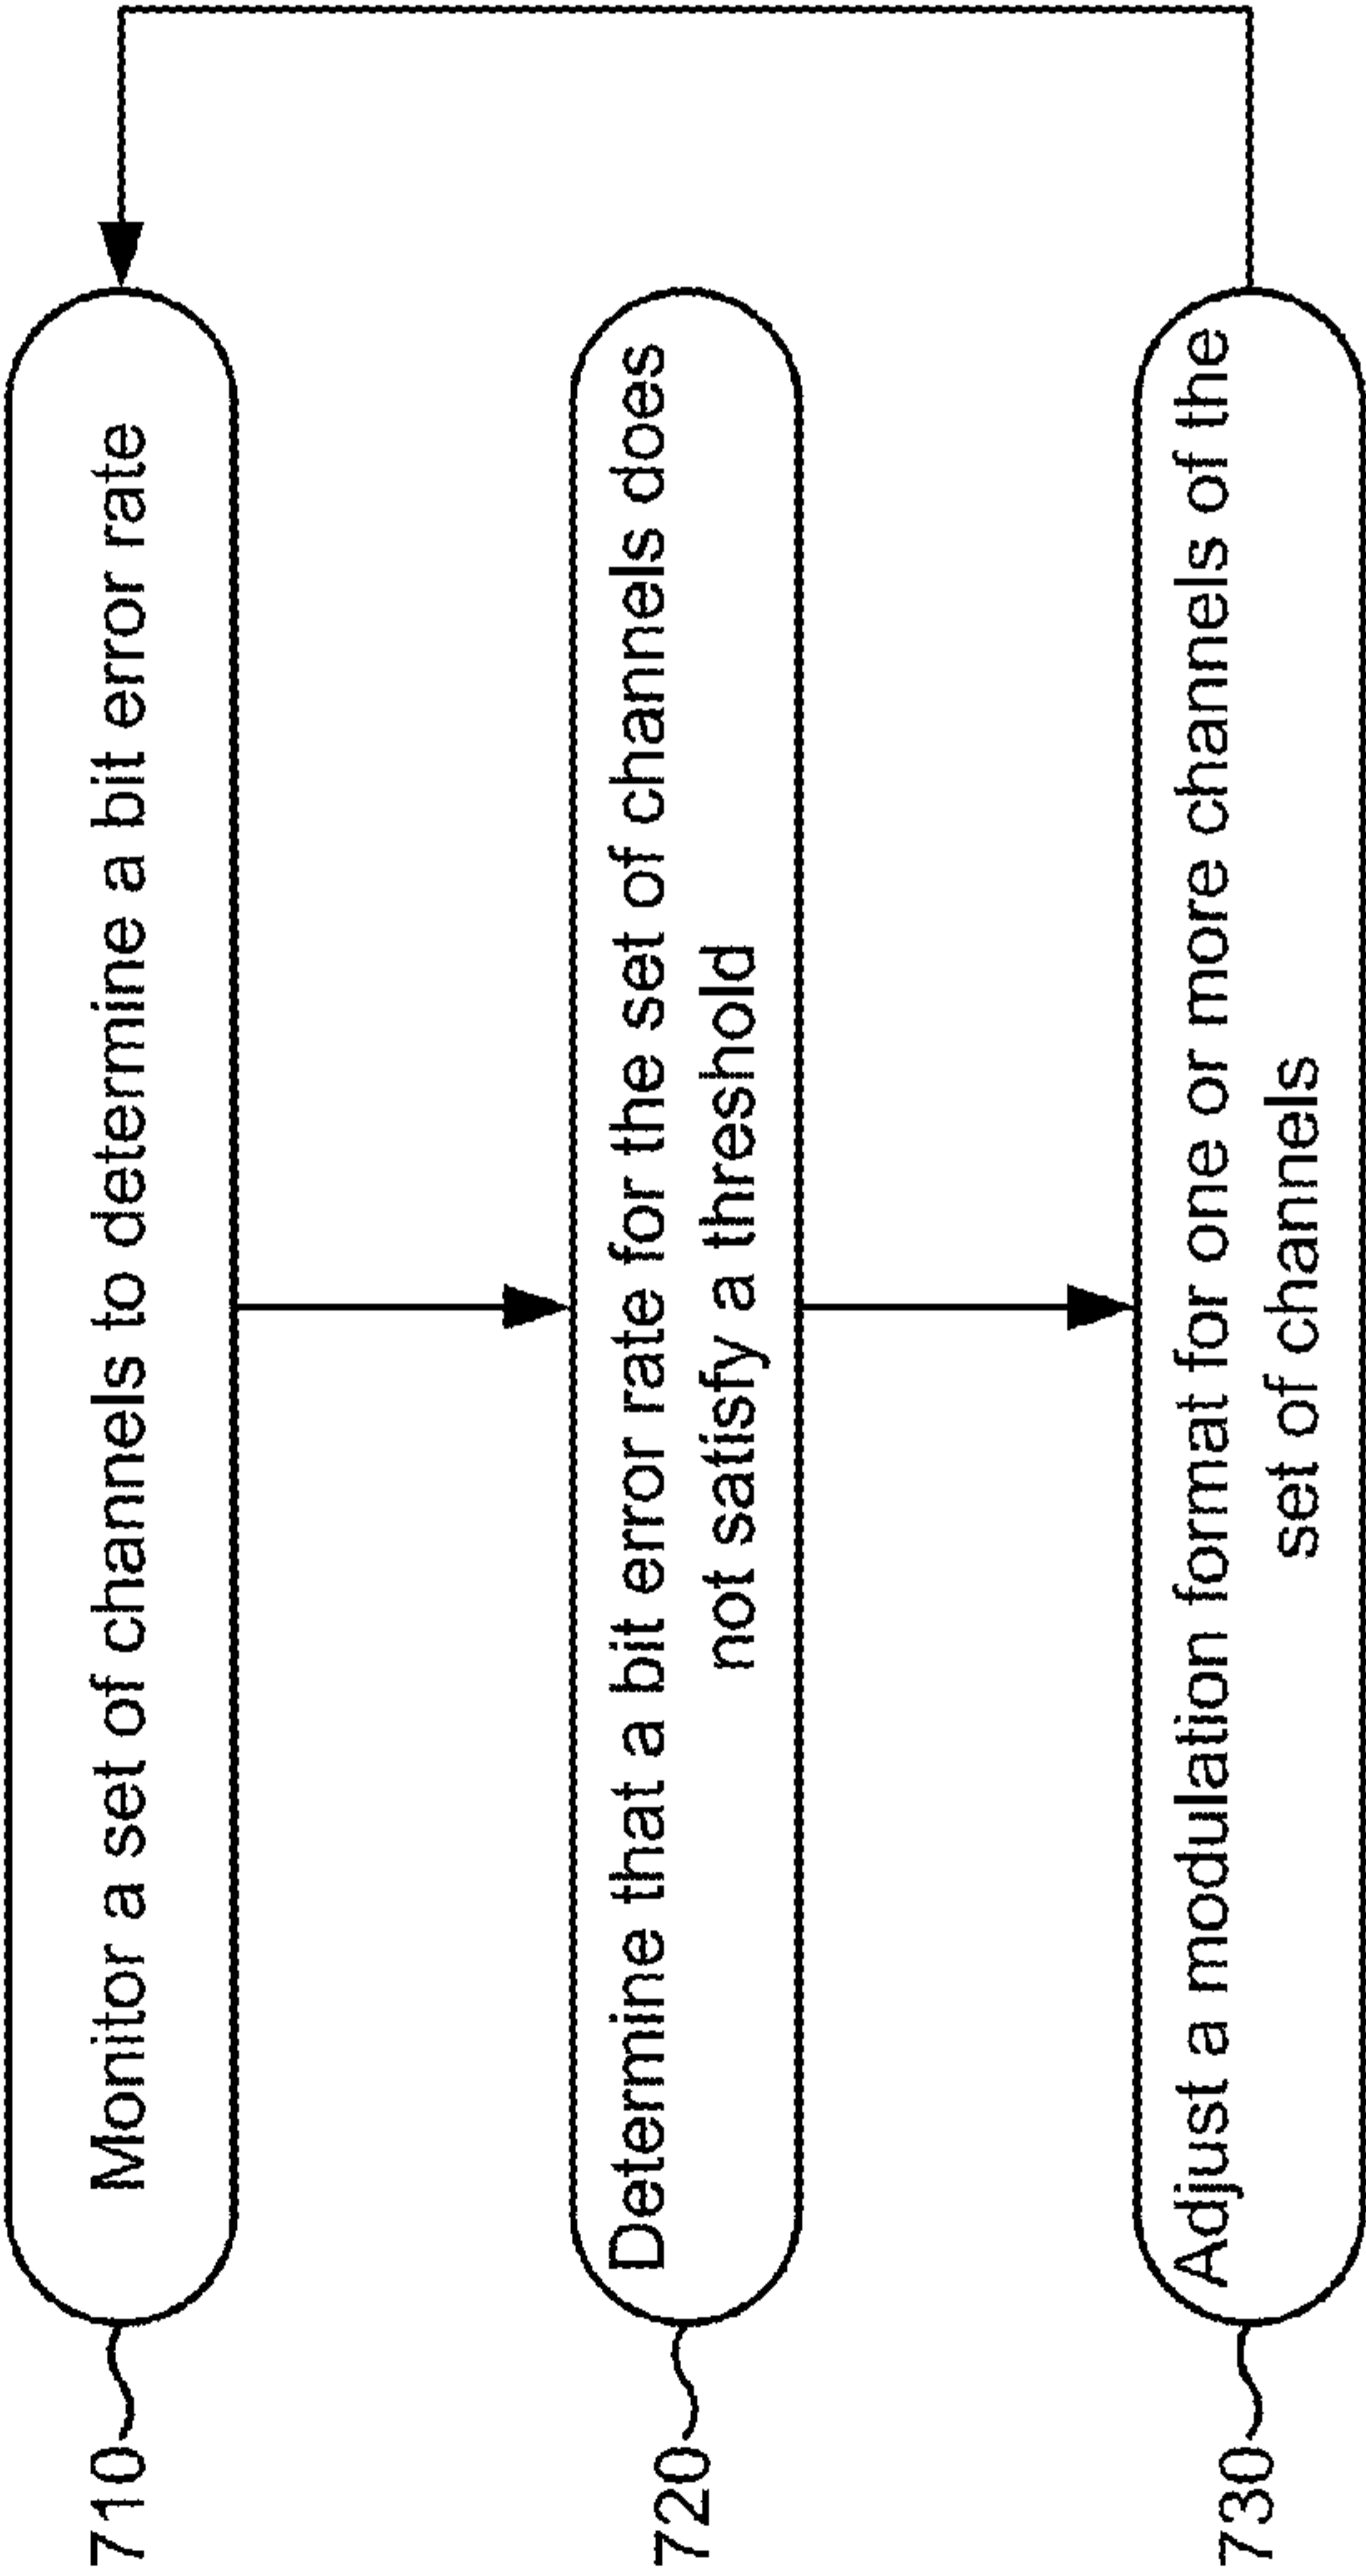 710
Monitor a set of channels to determine a bit error rate
720
Determine that a bit error rate for the set of channels does
not satisfy a threshold
730
Adjust a modulation format for one or more channels of the
set of channels